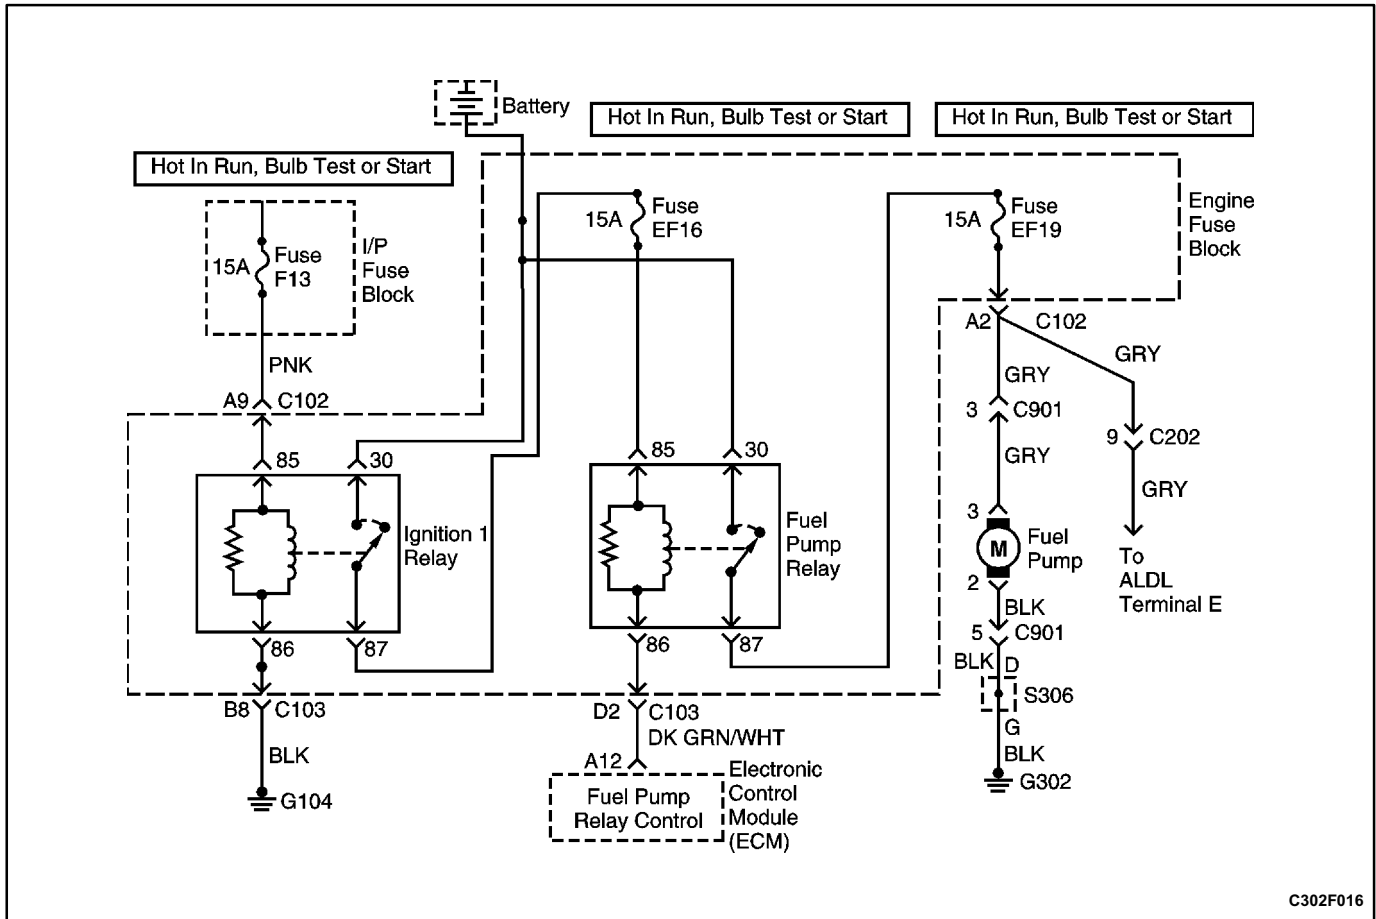 Battery
Hot In Run, Bulb Test or Start
Hot In Run, Bulb Test or Start
Hot In Run, Bulb Test or Start
15A
Fuse
F13
I/P
Fuse
Block
PNK
A9
C102
15A
Fuse
EF16
15A
Fuse
EF19
Engine
Fuse
Block
A2
C102
GRY
GRY
3
C901
GRY
9
C202
GRY
To
ALDL
Terminal E
85
30
Ignition 1
Relay
86
87
B8
C103
BLK
G104
85
30
Fuel
Pump
Relay
86
87
D2
C103
DK GRN/WHT
A12
Fuel Pump
Relay Control
Electronic
Control
Module
(ECM)
3
M
Fuel
Pump
2
BLK
5
C901
BLK
D
S306
G
BLK
G302
C302F016